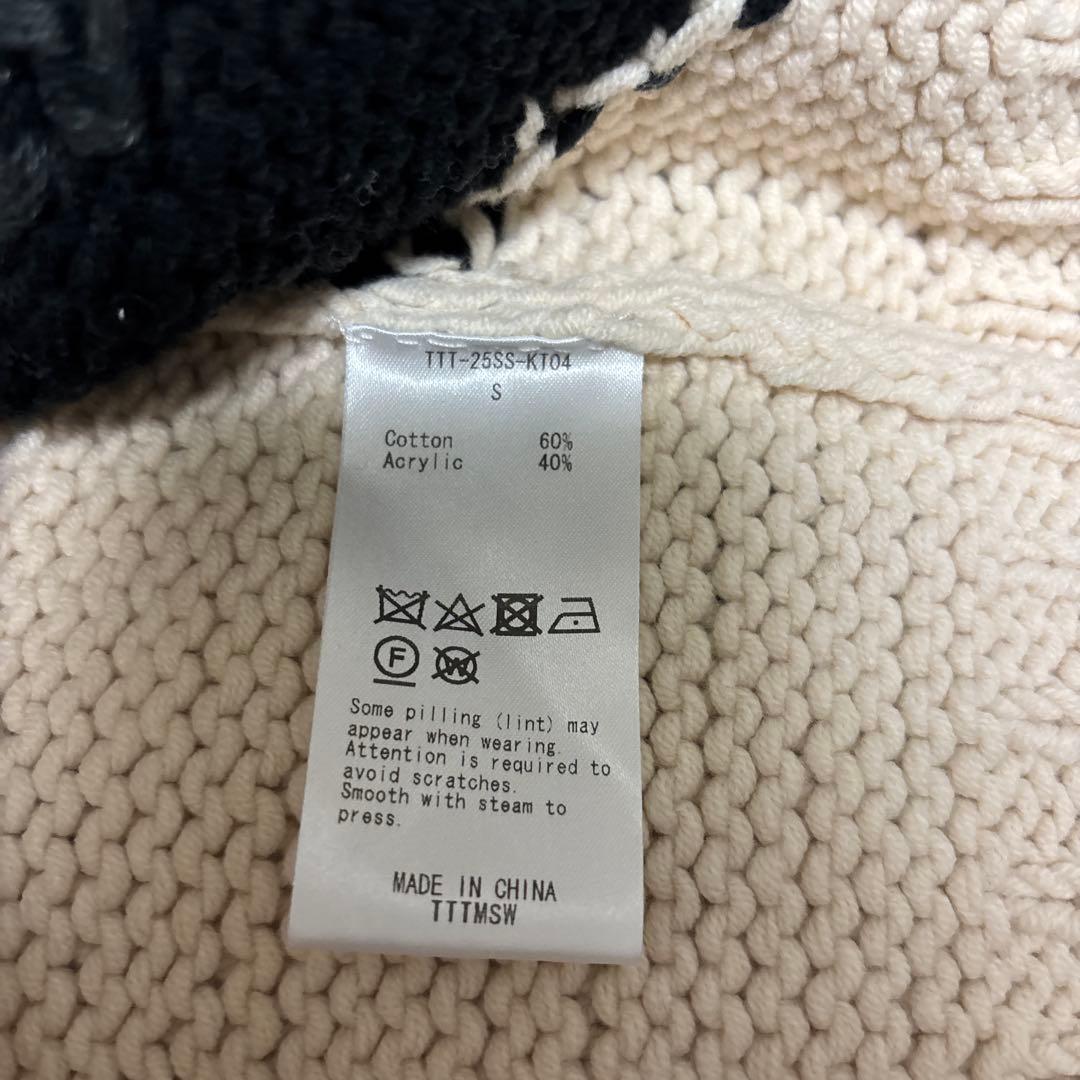 TTT-25SS-KT04
S
Cotton 60%
Acrylic 40%
F
W
Some pilling (lint) may
appear when wearing.
Attention is required to
avoid scratches.
Smooth with steam to
press.
MADE IN CHINA
TTTMSW